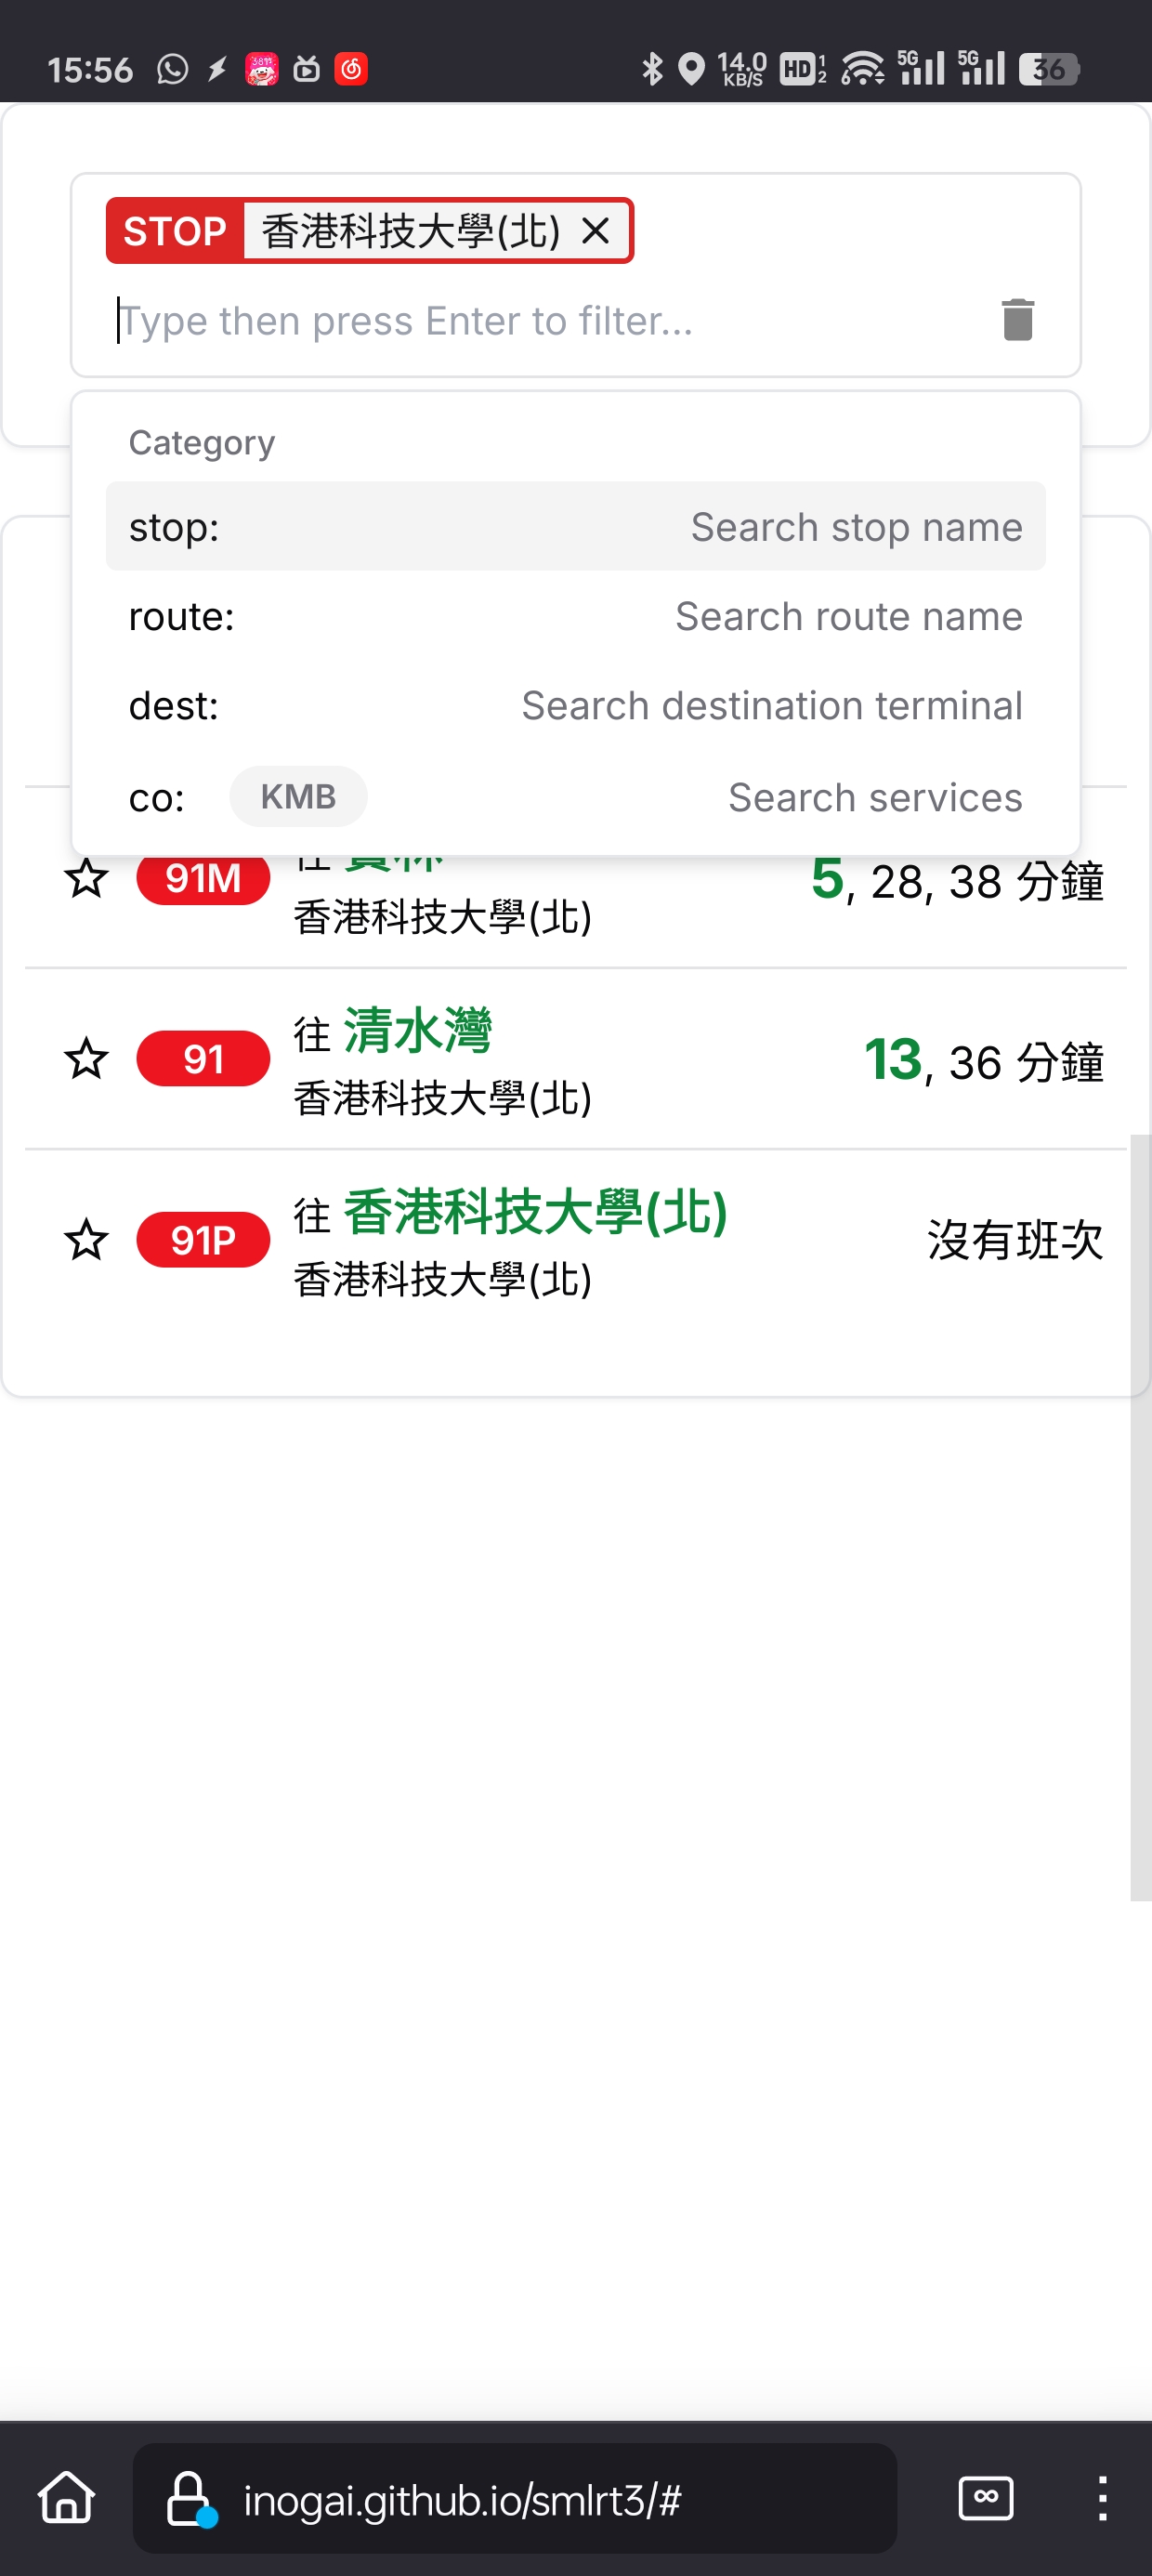 15:56 14.0 KB/S HD 1 2 6 5G 5G 36
STOP 香港科技大學(北)
Type then press Enter to filter...
Category
stop: Search stop name
route: Search route name
dest: Search destination terminal
co: KMB Search services
91M 往 5, 28, 38 分鐘
香港科技大學(北)
往 清水灣
91 13, 36 分鐘
香港科技大學(北)
往 香港科技大學(北)
91P 沒有班次
香港科技大學(北)
inogai.github.io/smlrt3/#